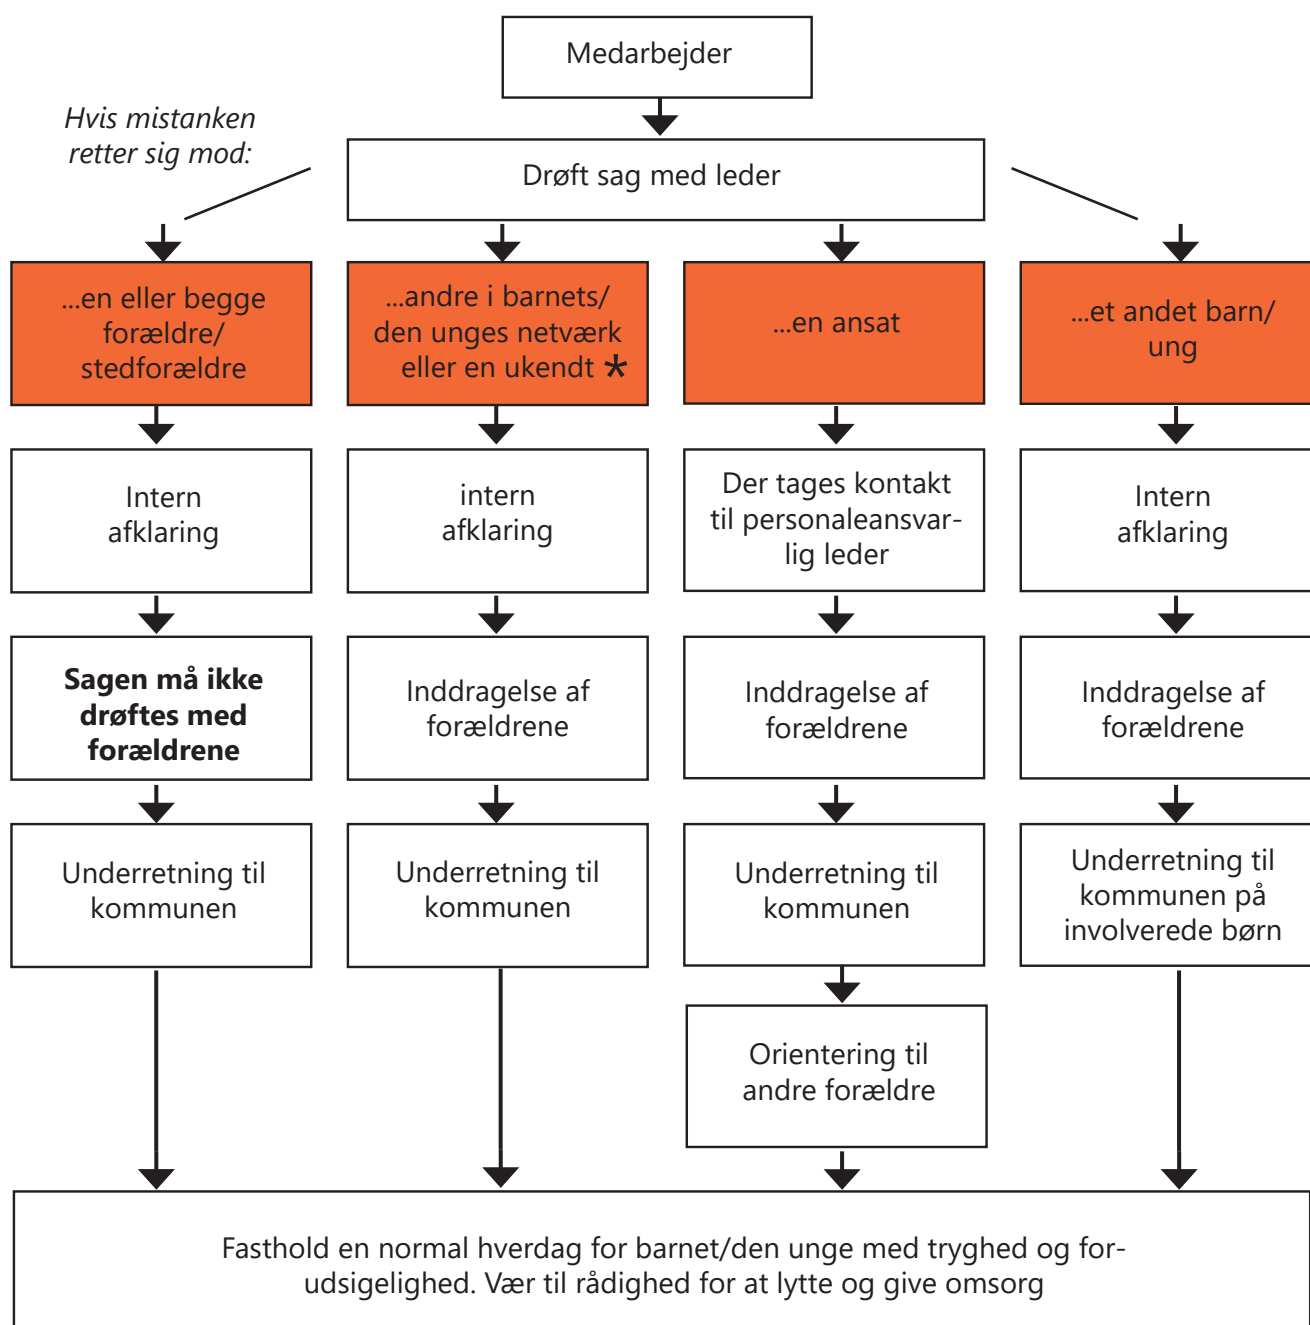 Medarbejder
Hvis mistanken
retter sig mod:
Drøft sag med leder
...en eller begge
forældre/
stedforældre
...andre i barnets/
den unges netværk
eller en ukendt *
...en ansat
...et andet barn/
ung
Intern
afklaring
intern
afklaring
Der tages kontakt
til personaleansvar-
lig leder
Intern
afklaring
Sagen må ikke
drøftes med
forældrene
Inddragelse af
forældrene
Inddragelse af
forældrene
Inddragelse af
forældrene
Underretning til
kommunen
Underretning til
kommunen
Underretning til
kommunen
Underretning til
kommunen på
involverede børn
Orientering til
andre forældre
Fasthold en normal hverdag for barnet/den unge med tryghed og for-
udsigelighed. Vær til rådighed for at lytte og give omsorg